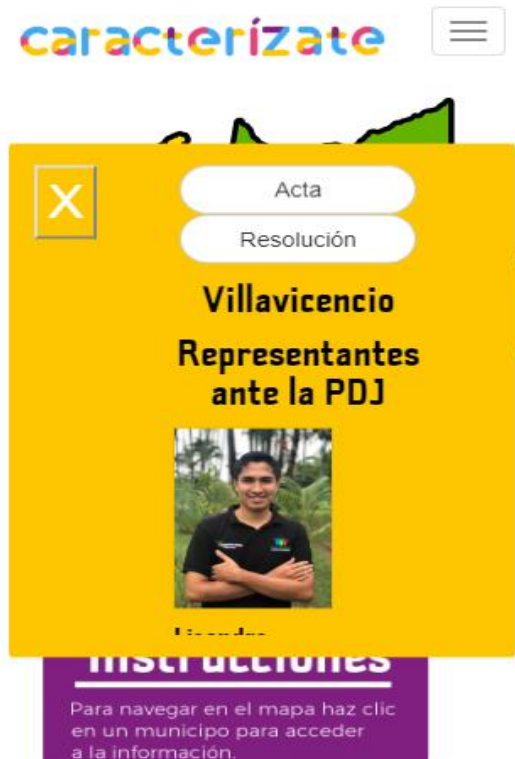 caracterízate
X
Acta
Resolución
Villavicencio
Representantes
ante la PDJ
Instrucciones
Para navegar en el mapa haz clic
en un municipo para acceder
a la información.